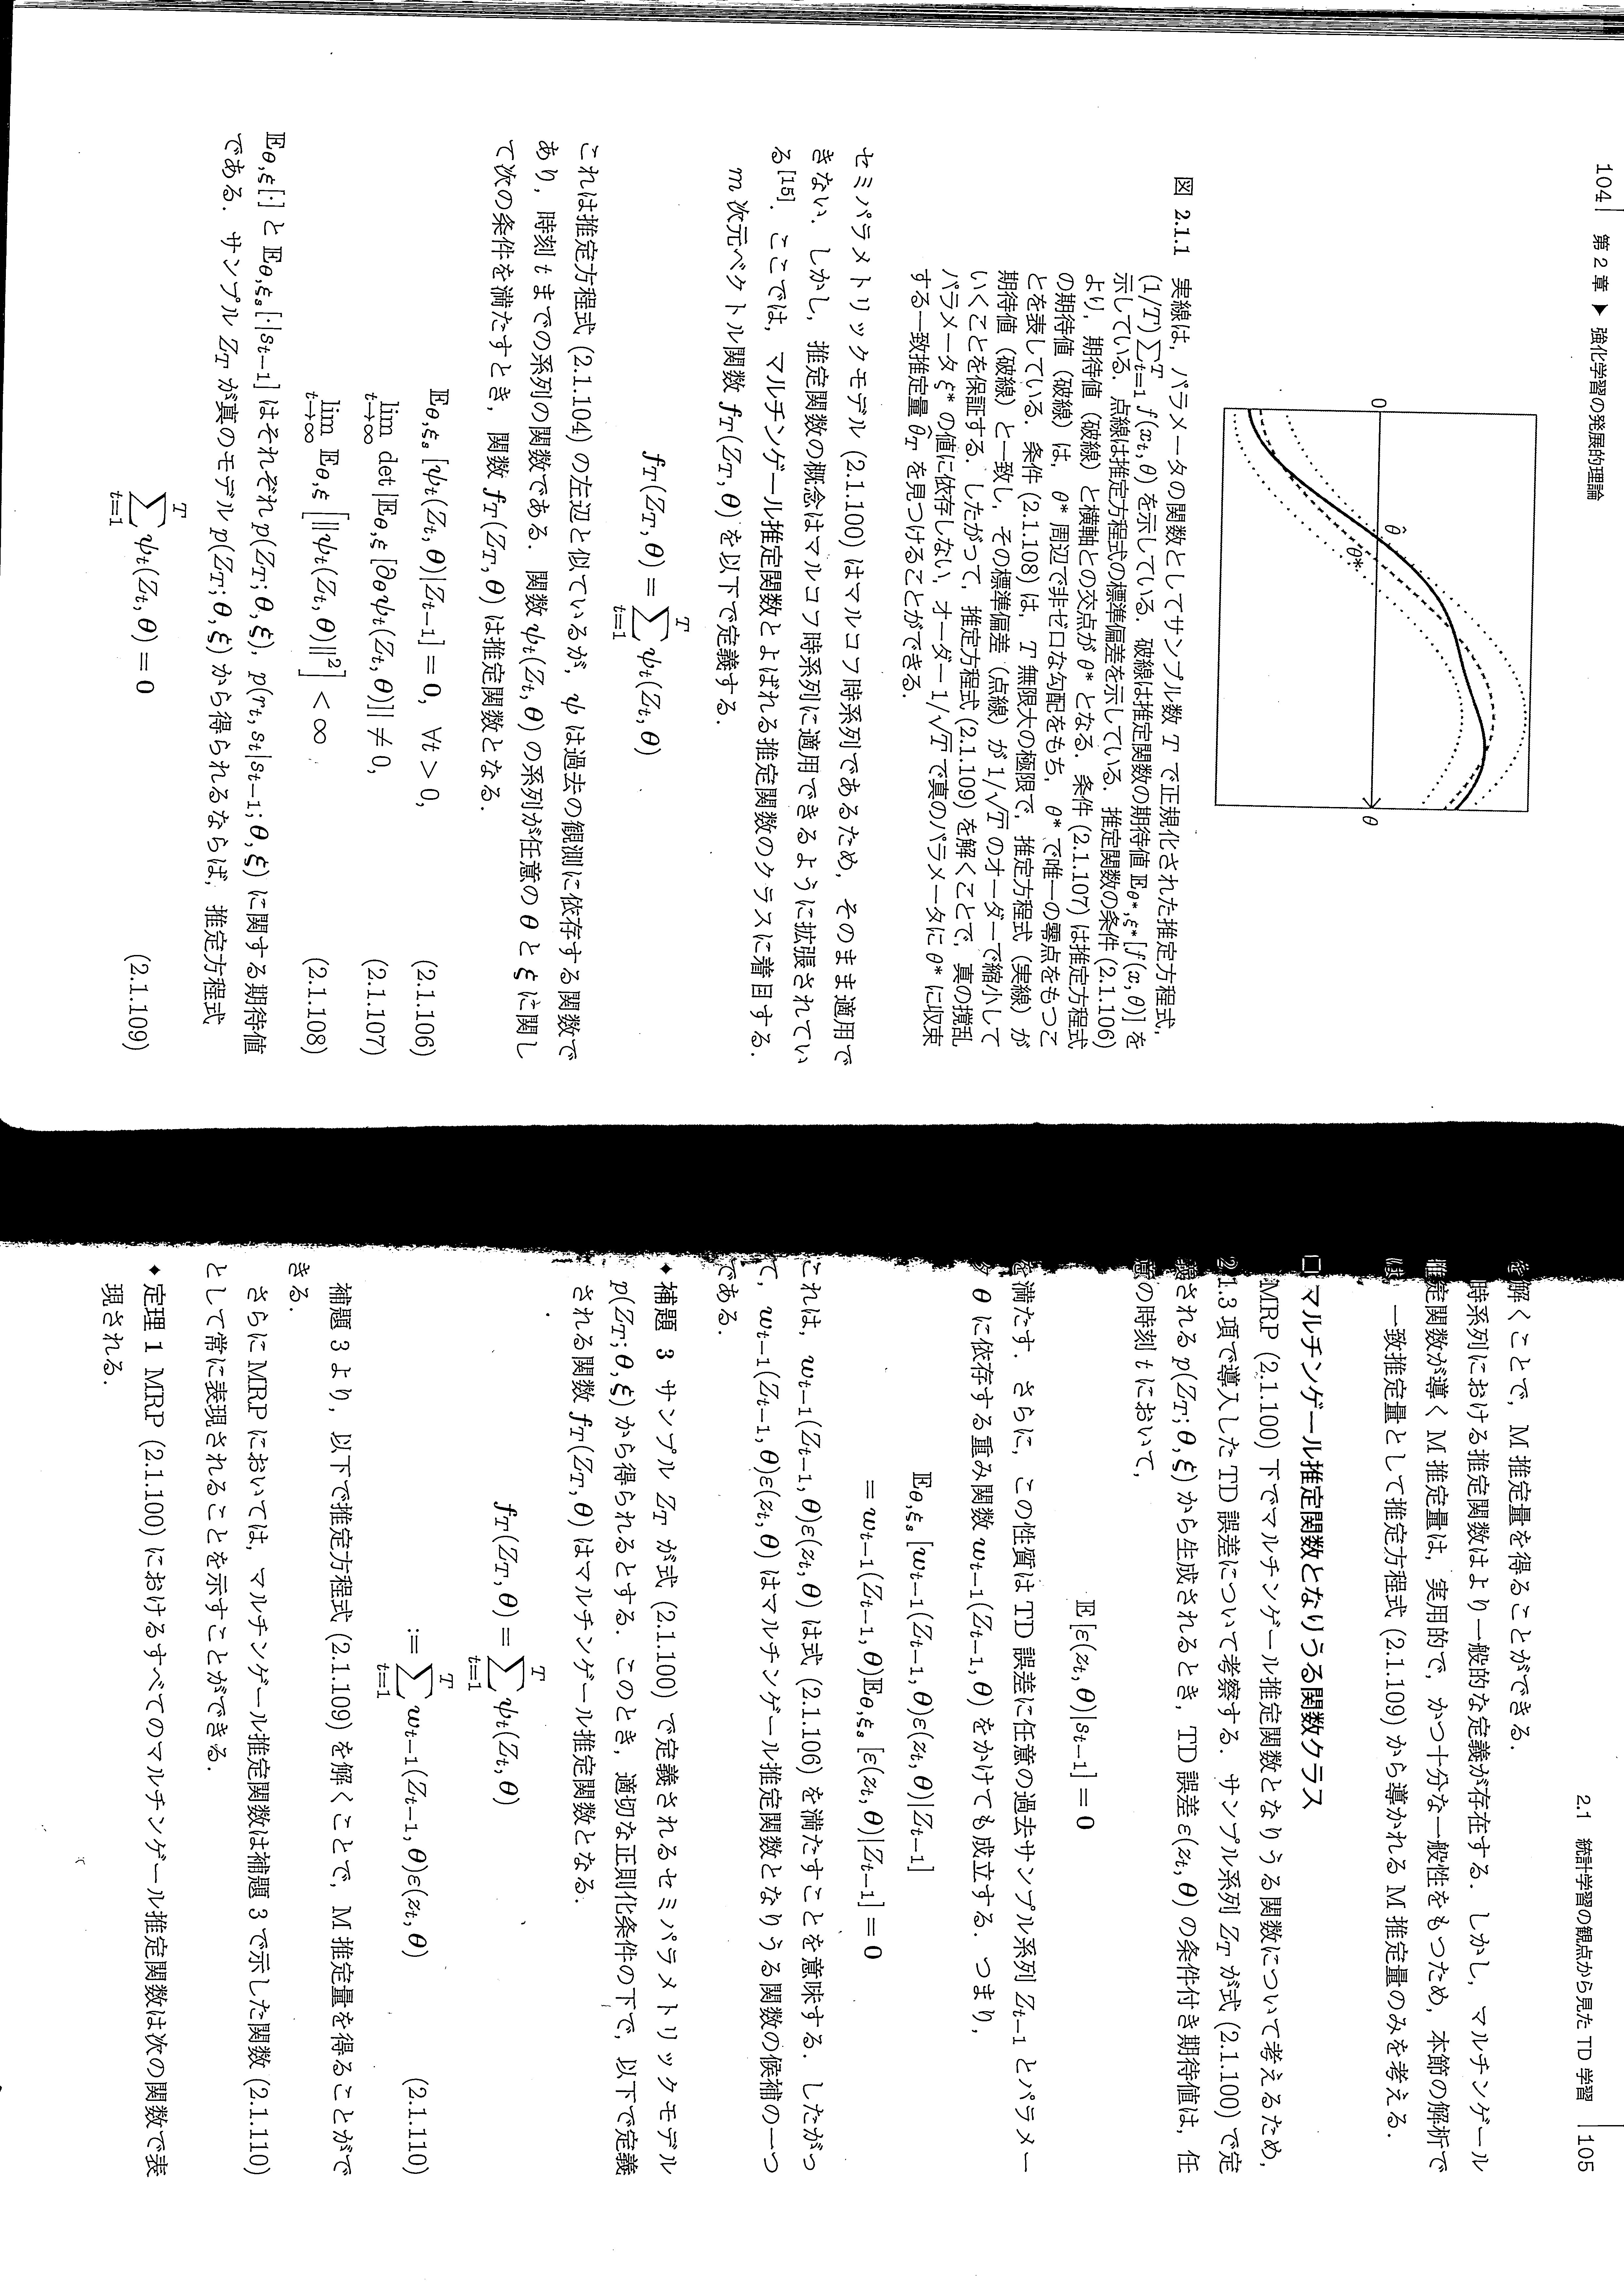 104 | 第 2 章 ▶ 強化学習の発展的理論
0
θ̂
θ*
θ
図 2.1.1 実線は，パラメータの関数としてサンプル数 T で正規化された推定方程式，
(1/T) ∑_{t=1}^{T} f(x_t, θ) を示している．破線は推定関数の期待値 𝔼_{θ*,ξ*}[f(x, θ)] を
示している．点線は推定方程式の標準偏差を示している．推定関数の条件 (2.1.106)
より，期待値（破線）と横軸との交点が θ* となる．条件 (2.1.107) は推定方程式
の期待値（破線）は，θ* 周辺で非ゼロな勾配をもち，θ* で唯一の零点をもつこ
とを表している．条件 (2.1.108) は，T 無限大の極限で，推定方程式（実線）が
期待値（破線）と一致し，その標準偏差（点線）が 1/√T のオーダーで縮小して
いくことを保証する．したがって，推定方程式 (2.1.109) を解くことで，真の撹乱
パラメータ ξ* の値に依存しない，オーダー 1/√T で真のパラメータに θ* に収束
する一致推定量 θ̂_T を見つけることができる．
セミパラメトリックモデル (2.1.100) はマルコフ時系列であるため，そのまま適用で
きない．しかし，推定関数の概念はマルコフ時系列に適用できるように拡張されてい
る[15]．ここでは，マルチンゲール推定関数とよばれる推定関数のクラスに着目する．
m 次元ベクトル関数 f_T(Z_T, θ) を以下で定義する．
f_T(Z_T, θ) = ∑_{t=1}^{T} ψ_t(Z_t, θ)
これは推定方程式 (2.1.104) の左辺と似ているが，ψ は過去の観測に依存する関数で
あり，時刻 t までの系列の関数である．関数 ψ_t(Z_t, θ) の系列が任意の θ と ξ に関し
て次の条件を満たすとき，関数 f_T(Z_T, θ) は推定関数となる．
𝔼_{θ,ξ_s}[ψ_t(Z_t, θ)|Z_{t−1}] = 0, ∀t > 0, (2.1.106)
lim_{t→∞} det |𝔼_{θ,ξ}[∂_θ ψ_t(Z_t, θ)]| ≠ 0, (2.1.107)
lim_{t→∞} 𝔼_{θ,ξ}[||ψ_t(Z_t, θ)||²] < ∞ (2.1.108)
𝔼_{θ,ξ}[·] と 𝔼_{θ,ξ_s}[·|s_{t−1}] はそれぞれ p(Z_T; θ, ξ)，p(r_t, s_t|s_{t−1}; θ, ξ) に関する期待値
である．サンプル Z_T が真のモデル p(Z_T; θ, ξ) から得られるならば，推定方程式
∑_{t=1}^{T} ψ_t(Z_t, θ) = 0 (2.1.109)
2.1 統計学習の観点から見た TD 学習 | 105
を解くことで，M 推定量を得ることができる．
時系列における推定関数はより一般的な定義が存在する．しかし，マルチンゲール
推定関数が導く M 推定量は，実用的で，かつ十分な一般性をもつため，本節の解析で
は，一致推定量として推定方程式 (2.1.109) から導かれる M 推定量のみを考える．
□ マルチンゲール推定関数となりうる関数クラス
MRP (2.1.100) 下でマルチンゲール推定関数となりうる関数について考えるため，
2.1.3 項で導入した TD 誤差について考察する．サンプル系列 Z_T が式 (2.1.100) で定
義される p(Z_T; θ, ξ) から生成されるとき，TD 誤差 ε(z_t, θ) の条件付き期待値は，任
意の時刻 t において，
𝔼[ε(z_t, θ)|s_{t−1}] = 0
を満たす．さらに，この性質は TD 誤差に任意の過去サンプル系列 Z_{t−1} とパラメー
タ θ に依存する重み関数 w_{t−1}(Z_{t−1}, θ) をかけても成立する．つまり，
𝔼_{θ,ξ_s}[w_{t−1}(Z_{t−1}, θ)ε(z_t, θ)|Z_{t−1}]
= w_{t−1}(Z_{t−1}, θ)𝔼_{θ,ξ_s}[ε(z_t, θ)|Z_{t−1}] = 0
これは，w_{t−1}(Z_{t−1}, θ)ε(z_t, θ) は式 (2.1.106) を満たすことを意味する．したがっ
て，w_{t−1}(Z_{t−1}, θ)ε(z_t, θ) はマルチンゲール推定関数となりうる関数の候補の一つ
である．
◆ 補題 3 サンプル Z_T が式 (2.1.100) で定義されるセミパラメトリックモデル
p(Z_T; θ, ξ) から得られるとする．このとき，適切な正則化条件の下で，以下で定義
される関数 f_T(Z_T, θ) はマルチンゲール推定関数となる．
f_T(Z_T, θ) = ∑_{t=1}^{T} ψ_t(Z_t, θ)
:= ∑_{t=1}^{T} w_{t−1}(Z_{t−1}, θ)ε(z_t, θ) (2.1.110)
補題 3 より，以下で推定方程式 (2.1.109) を解くことで，M 推定量を得ることがで
きる．
さらに MRP においては，マルチンゲール推定関数は補題 3 で示した関数 (2.1.110)
として常に表現されることを示すことができる．
◆ 定理 1 MRP (2.1.100) におけるすべてのマルチンゲール推定関数は次の関数で表
現される．